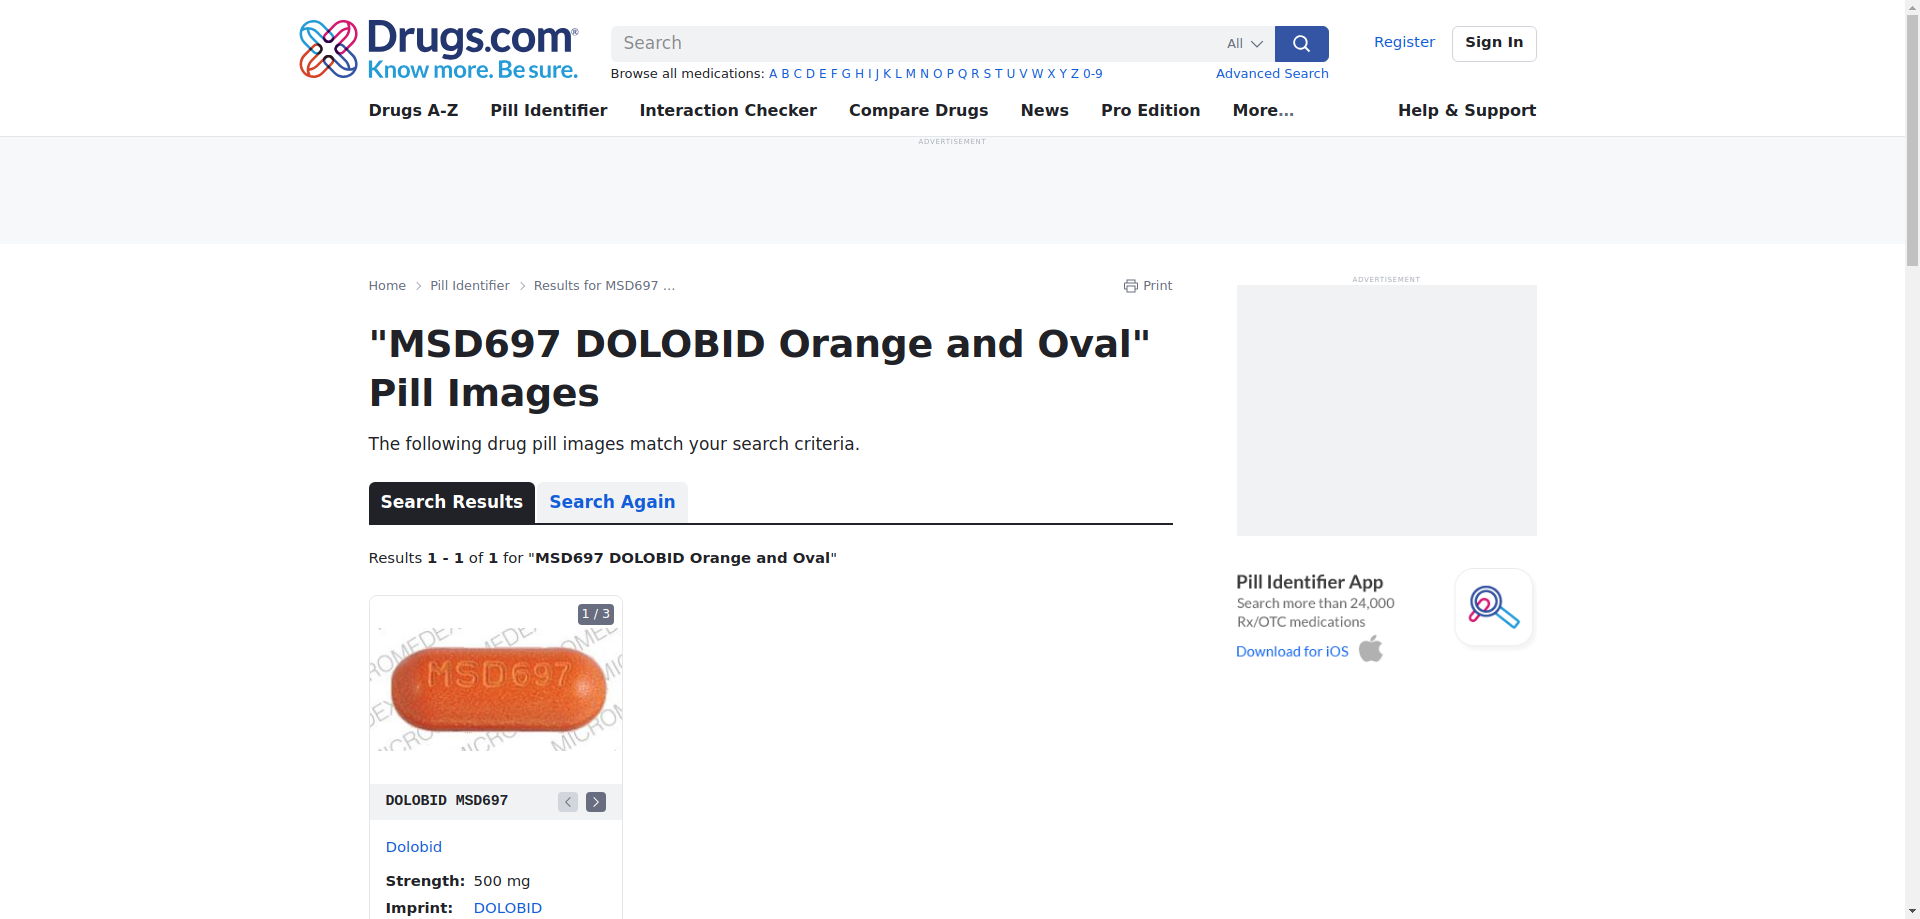 Drugs.com®
Know more. Be sure.
Search
All
Register
Sign In
Browse all medications: A B C D E F G H I J K L M N O P Q R S T U V W X Y Z 0-9
Advanced Search
Drugs A-Z
Pill Identifier
Interaction Checker
Compare Drugs
News
Pro Edition
More...
Help & Support
ADVERTISEMENT
Home
Pill Identifier
Results for MSD697 ...
Print
ADVERTISEMENT
"MSD697 DOLOBID Orange and Oval"
Pill Images
The following drug pill images match your search criteria.
Search Results
Search Again
Results 1 - 1 of 1 for "MSD697 DOLOBID Orange and Oval"
1 / 3
MSD697
DOLOBID MSD697
Dolobid
Strength: 500 mg
Imprint: DOLOBID
Pill Identifier App
Search more than 24,000
Rx/OTC medications
Download for iOS